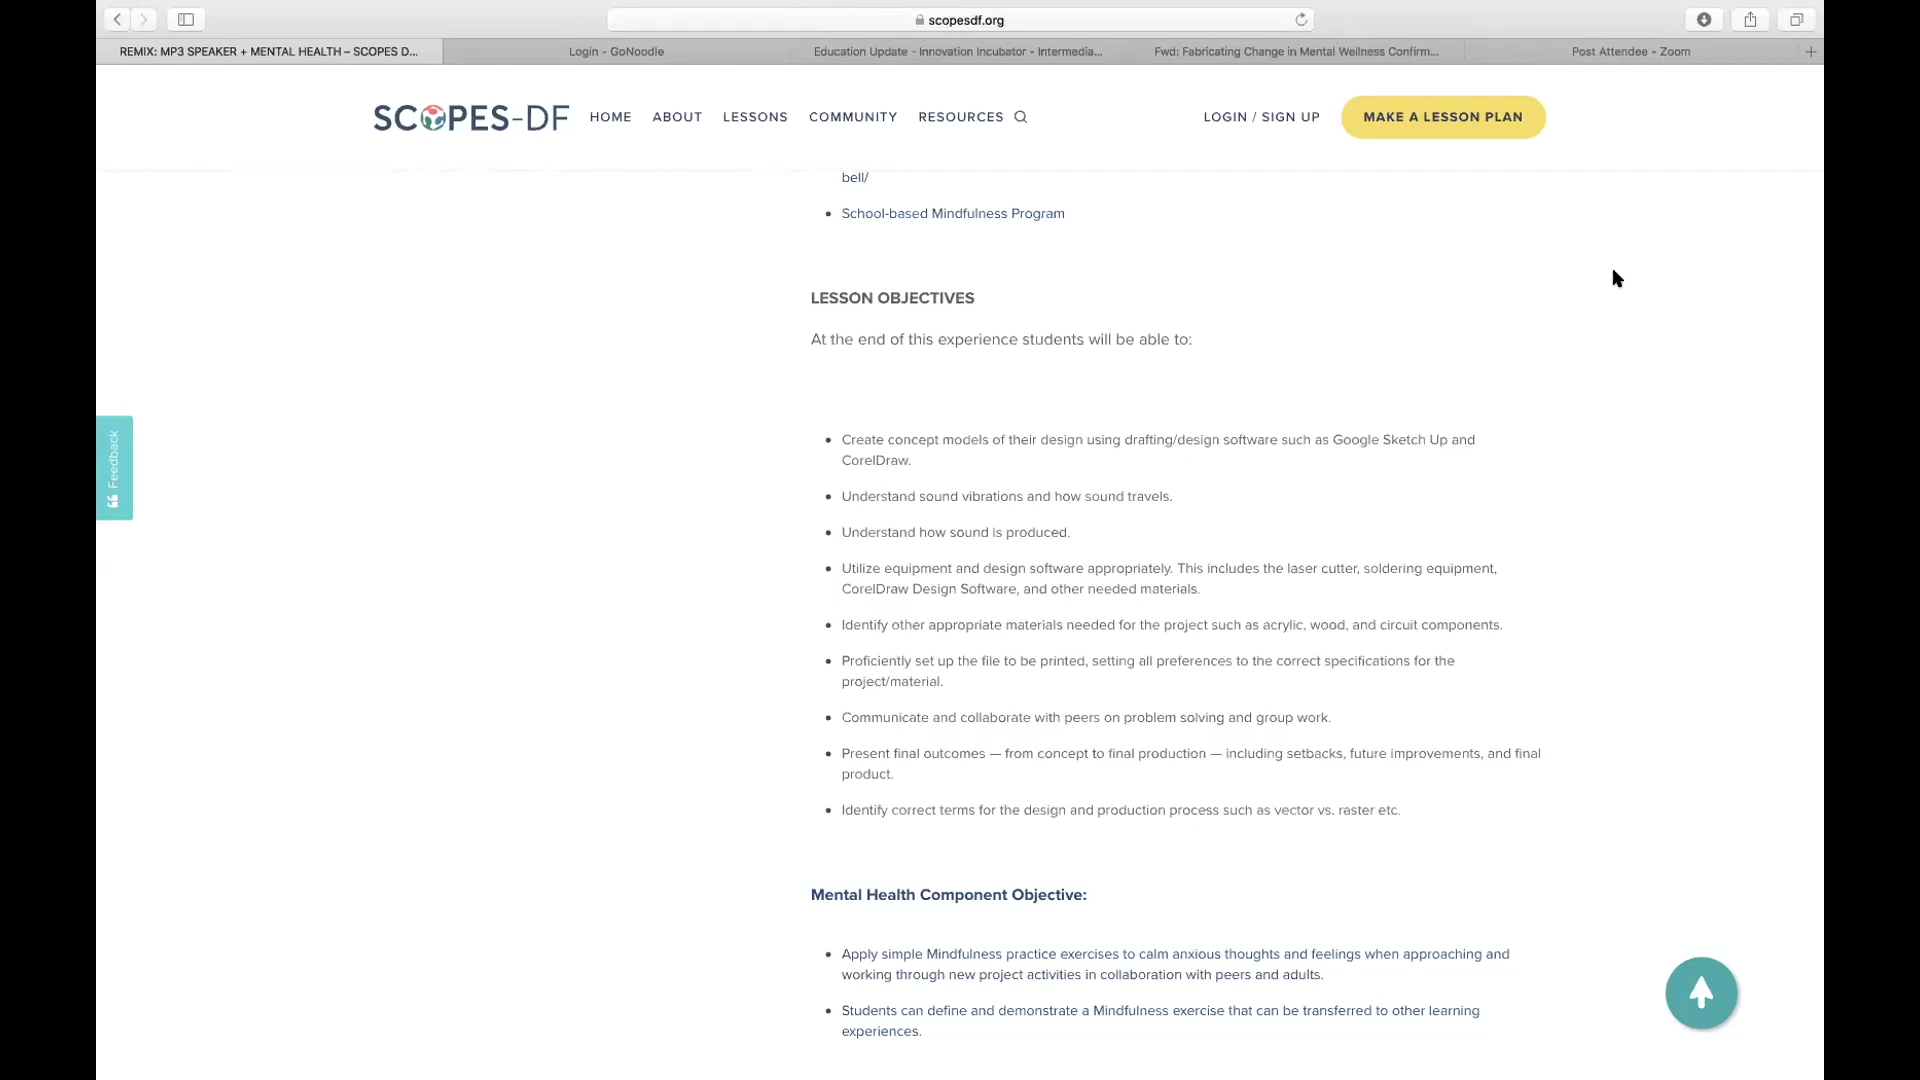 scopesdf.org
REMIX: MP3 SPEAKER + MENTAL HEALTH – SCOPES D...
Login - GoNoodle
Education Update - Innovation Incubator - Intermedia...
Fwd: Fabricating Change in Mental Wellness Confirm...
Post Attendee - Zoom
SCOPES-DF
HOME
ABOUT
LESSONS
COMMUNITY
RESOURCES
LOGIN / SIGN UP
MAKE A LESSON PLAN
bell/
• School-based Mindfulness Program
LESSON OBJECTIVES
At the end of this experience students will be able to:
Feedback
• Create concept models of their design using drafting/design software such as Google Sketch Up and
CorelDraw.
• Understand sound vibrations and how sound travels.
• Understand how sound is produced.
• Utilize equipment and design software appropriately. This includes the laser cutter, soldering equipment,
CorelDraw Design Software, and other needed materials.
• Identify other appropriate materials needed for the project such as acrylic, wood, and circuit components.
• Proficiently set up the file to be printed, setting all preferences to the correct specifications for the
project/material.
• Communicate and collaborate with peers on problem solving and group work.
• Present final outcomes — from concept to final production — including setbacks, future improvements, and final
product.
• Identify correct terms for the design and production process such as vector vs. raster etc.
Mental Health Component Objective:
• Apply simple Mindfulness practice exercises to calm anxious thoughts and feelings when approaching and
working through new project activities in collaboration with peers and adults.
• Students can define and demonstrate a Mindfulness exercise that can be transferred to other learning
experiences.